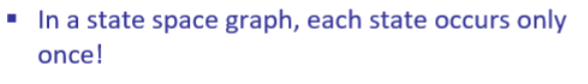 ▪ In a state space graph, each state occurs only
once!